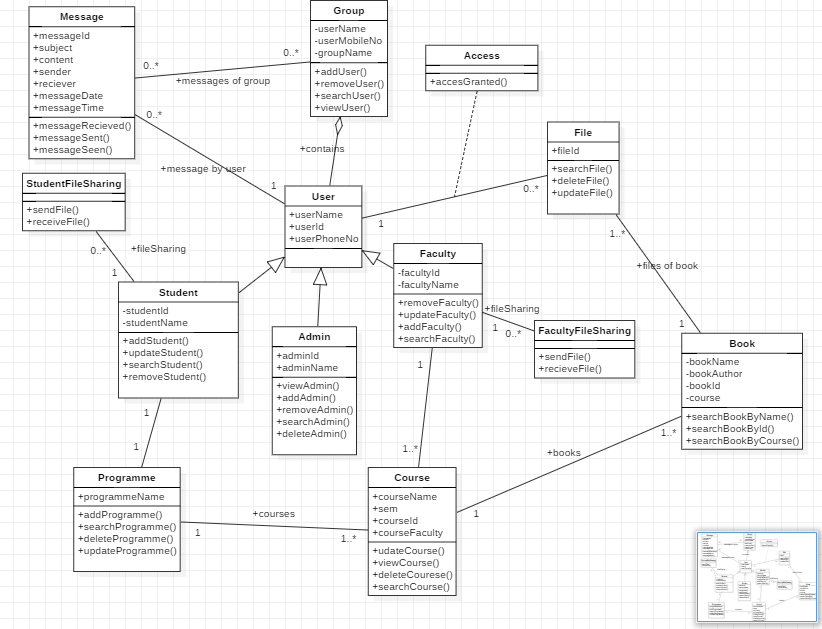 Message
+messageId
+subject
+content
+sender
+reciever
+messageDate
+messageTime
+messageRecieved()
+messageSent()
+messageSeen()
Group
-userName
-userMobileNo
-groupName
+addUser()
+removeUser()
+searchUser()
+viewUser()
Access
+accesGranted()
0..*
0..*
+messages of group
0..*
+message by user
1
+contains
File
+fileId
+searchFile()
+deleteFile()
+updateFile()
StudentFileSharing
+sendFile()
+receiveFile()
User
+userName
+userId
+userPhoneNo
1
0..*
0..*
+fileSharing
1
1..*
+files of book
1
Student
-studentId
-studentName
+addStudent()
+updateStudent()
+searchStudent()
+removeStudent()
Faculty
-facultyId
-facultyName
+removeFaculty()
+updateFaculty()
+addFaculty()
+searchFaculty()
+fileSharing
1
0..*
FacultyFileSharing
+sendFile()
+recieveFile()
Admin
+adminId
+adminName
+viewAdmin()
+addAdmin()
+removeAdmin()
+searchAdmin()
+deleteAdmin()
Book
-bookName
-bookAuthor
-bookId
-course
+searchBookByName()
+searchBookById()
+searchBookByCourse()
1
1
1
1..*
1..*
+books
1
Programme
+programmeName
+addProgramme()
+searchProgramme()
+deleteProgramme()
+updateProgramme()
+courses
1
1..*
Course
+courseName
+sem
+courseId
+courseFaculty
+udateCourse()
+viewCourse()
+deleteCourese()
+searchCourse()